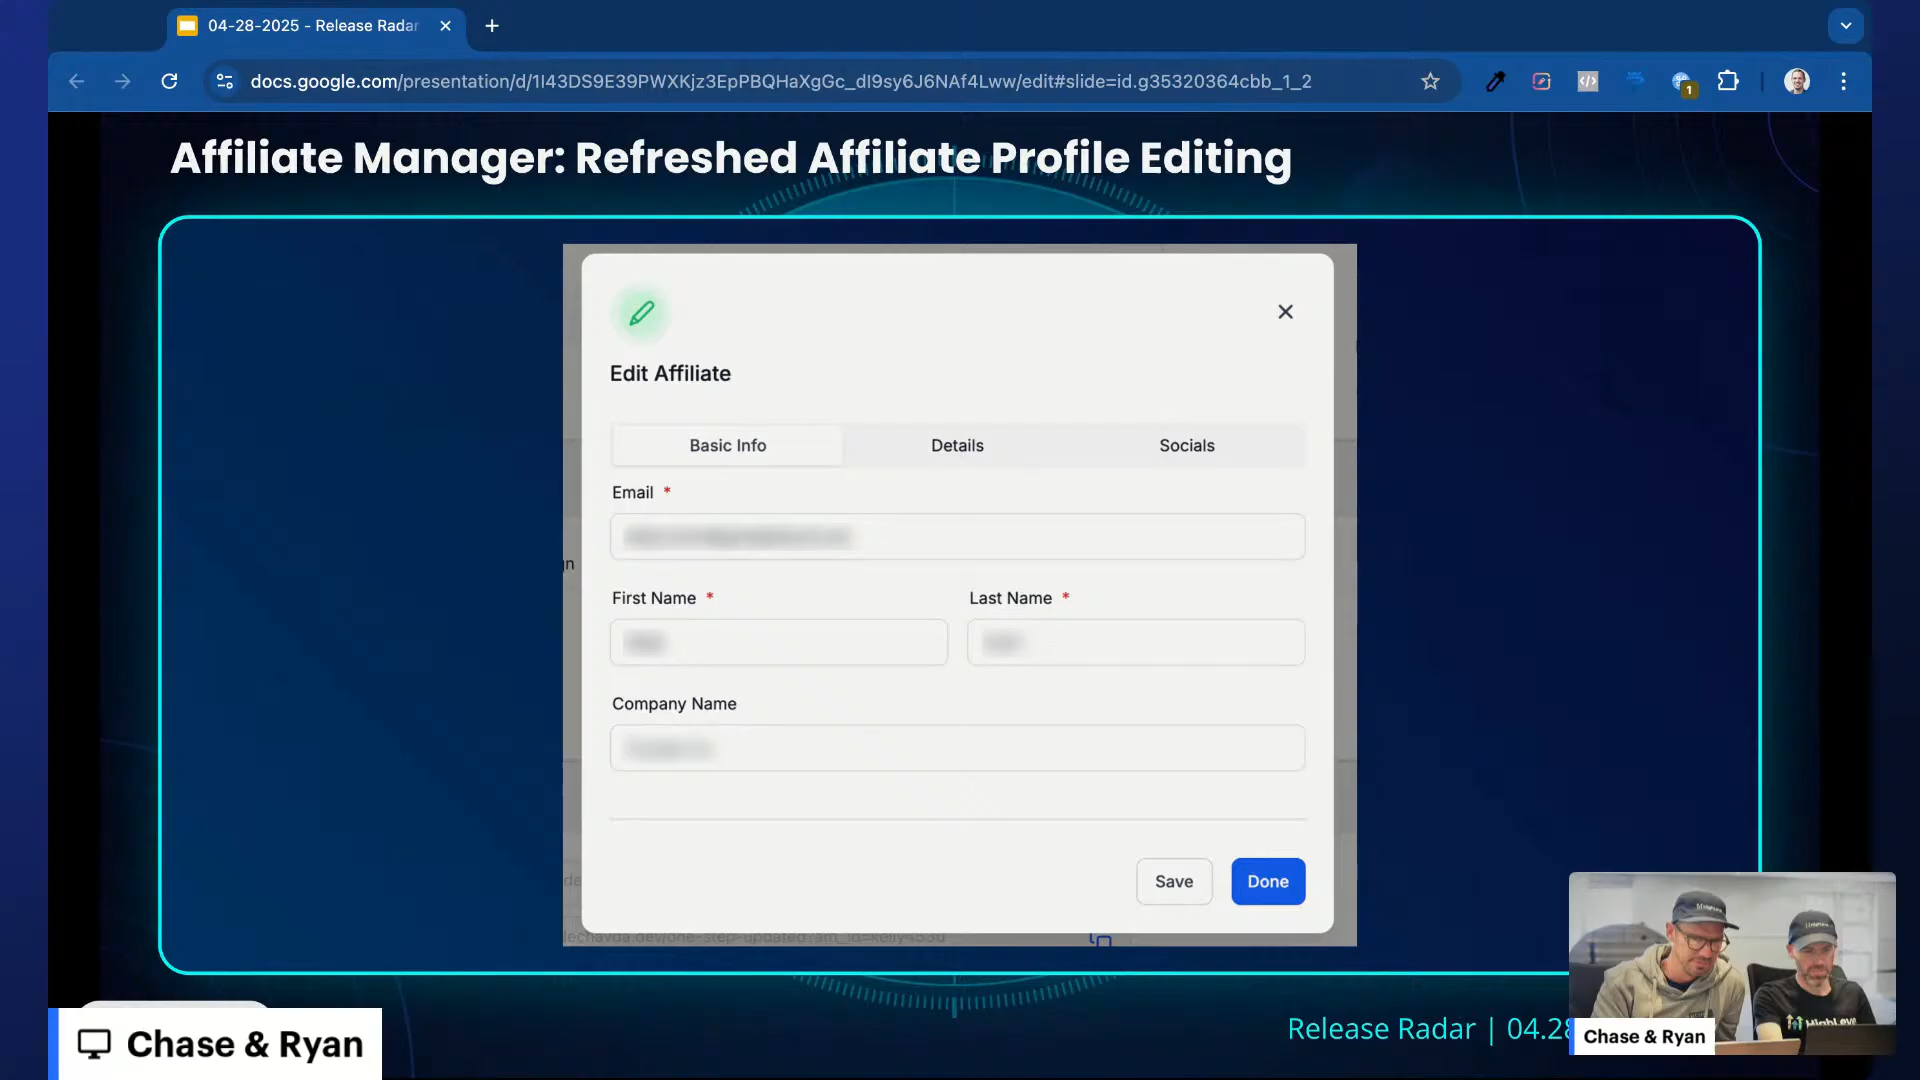 04-28-2025 - Release Radar
docs.google.com/presentation/d/1I43DS9E39PWXKjz3EpPBQHaXgGc_dI9sy6J6NAf4Lww/edit#slide=id.g35320364cbb_1_2
1
Affiliate Manager: Refreshed Affiliate Profile Editing
Edit Affiliate
Basic Info Details Socials
Email *
First Name * Last Name *
Company Name
Save Done
Release Radar | 04.28
Chase & Ryan
Chase & Ryan